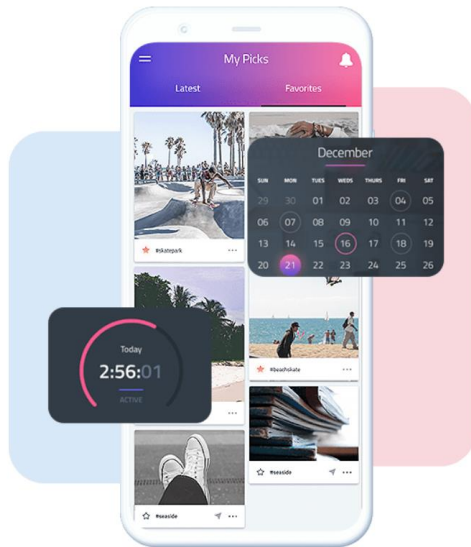 My Picks
Latest Favorites
December
SUN MON TUES WEDS THURS FRI SAT
29 30 01 02 03 04 05
06 07 08 09 10 11 12
13 14 15 16 17 18 19
20 21 22 23 24 25 26
#skatepark
Today
2:56:01
ACTIVE
#beachskate
#seaside
#seaside